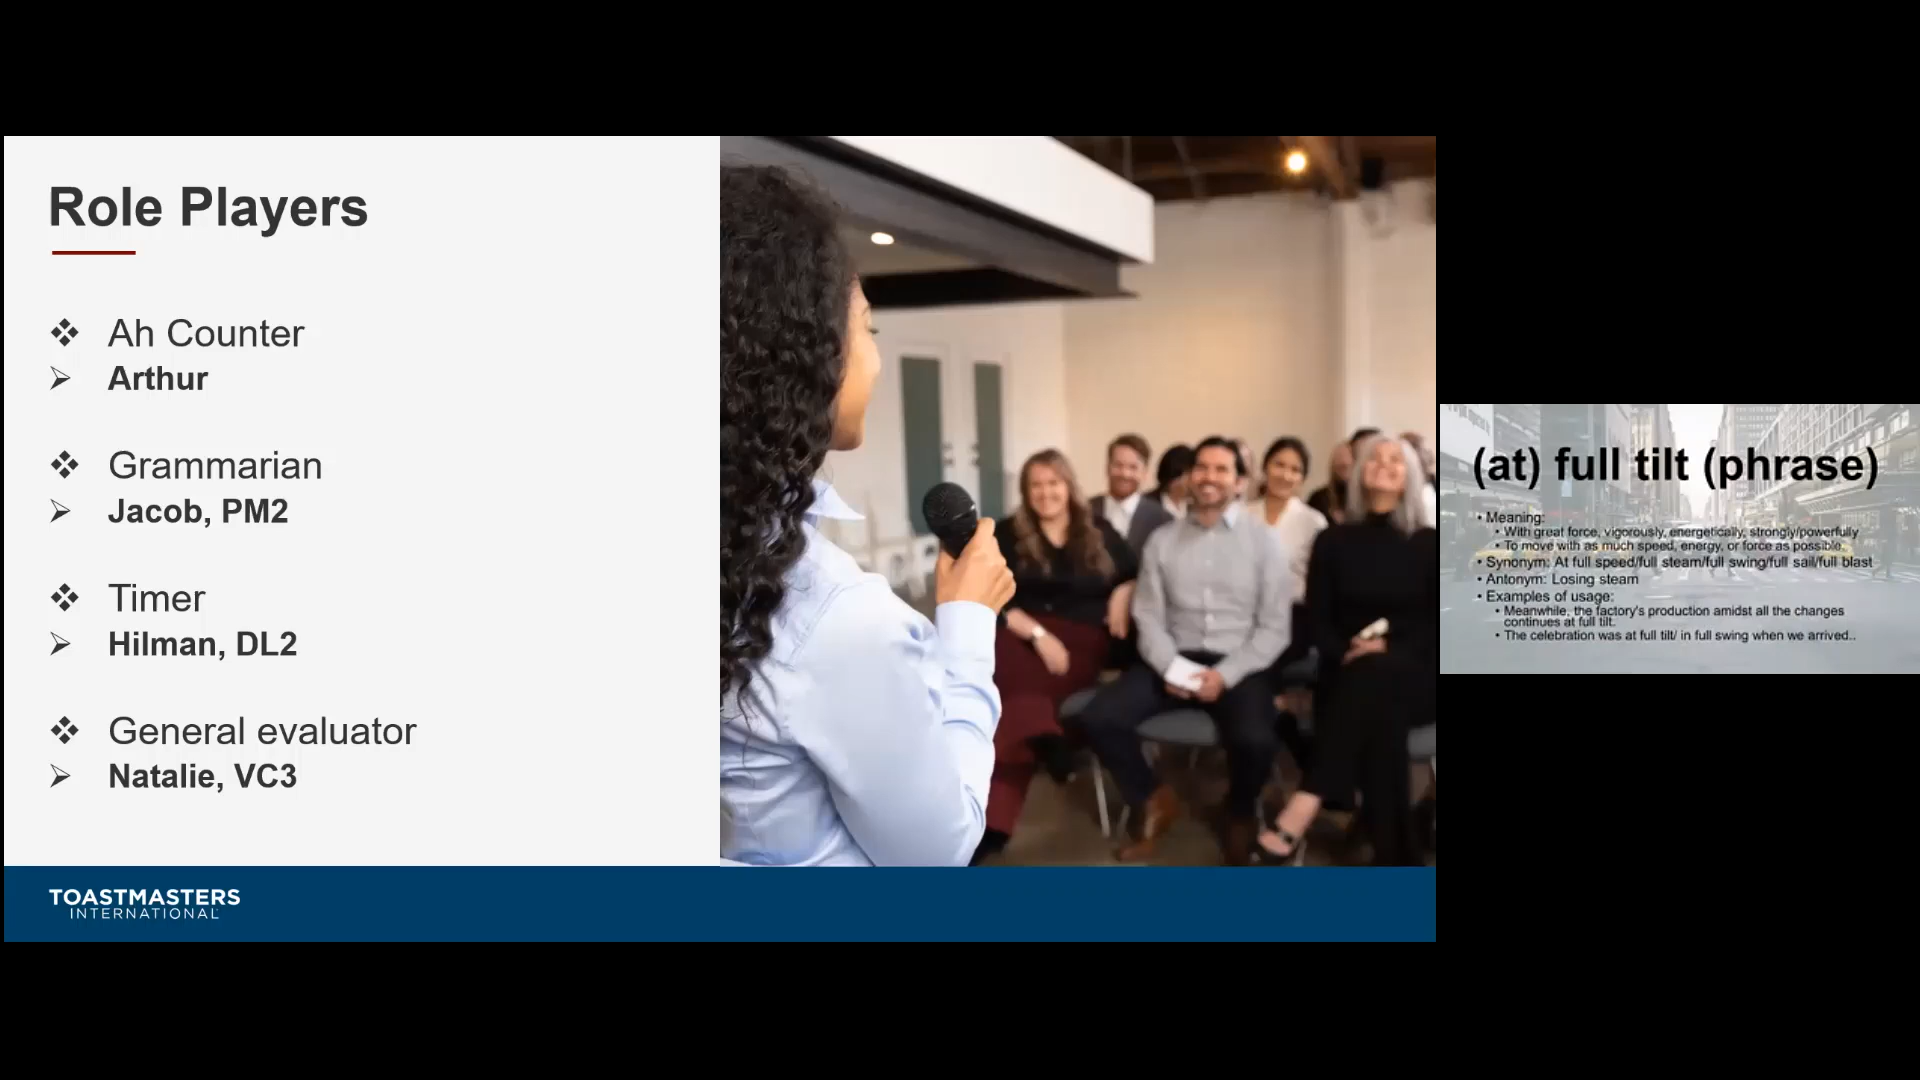 Role Players
Ah Counter
Arthur
Grammarian
Jacob, PM2
Timer
Hilman, DL2
General evaluator
Natalie, VC3
TOASTMASTERS
INTERNATIONAL
(at) full tilt (phrase)
• Meaning:
• With great force, vigorously, energetically, strongly/powerfully
• To move with as much speed, energy, or force as possible.
• Synonym: At full speed/full steam/full swing/full sail/full blast
• Antonym: Losing steam
• Examples of usage:
• Meanwhile, the factory's production amidst all the changes
continues at full tilt.
• The celebration was at full tilt/ in full swing when we arrived..